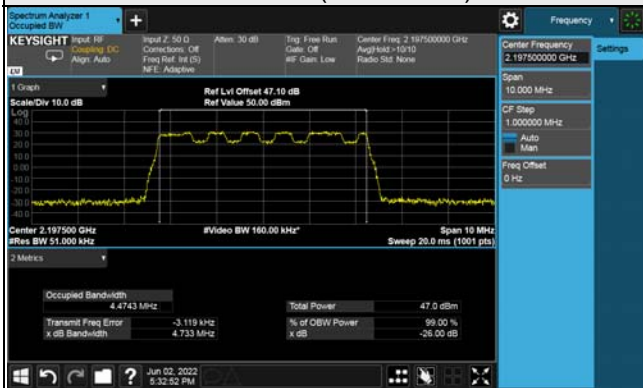 Spectrum Analyzer 1
Occupied BW
+
Frequency
KEYSIGHT
Input: RF
Coupling: DC
Align: Auto
Input Z: 50 Ω
Corrections: Off
Freq Ref: Int (S)
NFE: Adaptive
Atten: 30 dB
Trig: Free Run
Gate: Off
#IF Gain: Low
Center Freq: 2.197500000 GHz
Avg|Hold:>10/10
Radio Std: None
LXI
Center Frequency
2.197500000 GHz
Settings
Span
10.000 MHz
CF Step
1.000000 MHz
Auto
Man
Freq Offset
0 Hz
1 Graph
Scale/Div 10.0 dB
Ref Lvl Offset 47.10 dB
Ref Value 50.00 dBm
Log
40.0
30.0
20.0
10.0
0.00
-10.0
-20.0
-30.0
-40.0
Center 2.197500 GHz
#Video BW 160.00 kHz*
Span 10 MHz
#Res BW 51.000 kHz
Sweep 20.0 ms (1001 pts)
2 Metrics
Occupied Bandwidth
4.4743 MHz
Total Power
47.0 dBm
Transmit Freq Error
-3.119 kHz
% of OBW Power
99.00 %
x dB Bandwidth
4.733 MHz
x dB
-26.00 dB
?
Jun 02, 2022
5:32:52 PM